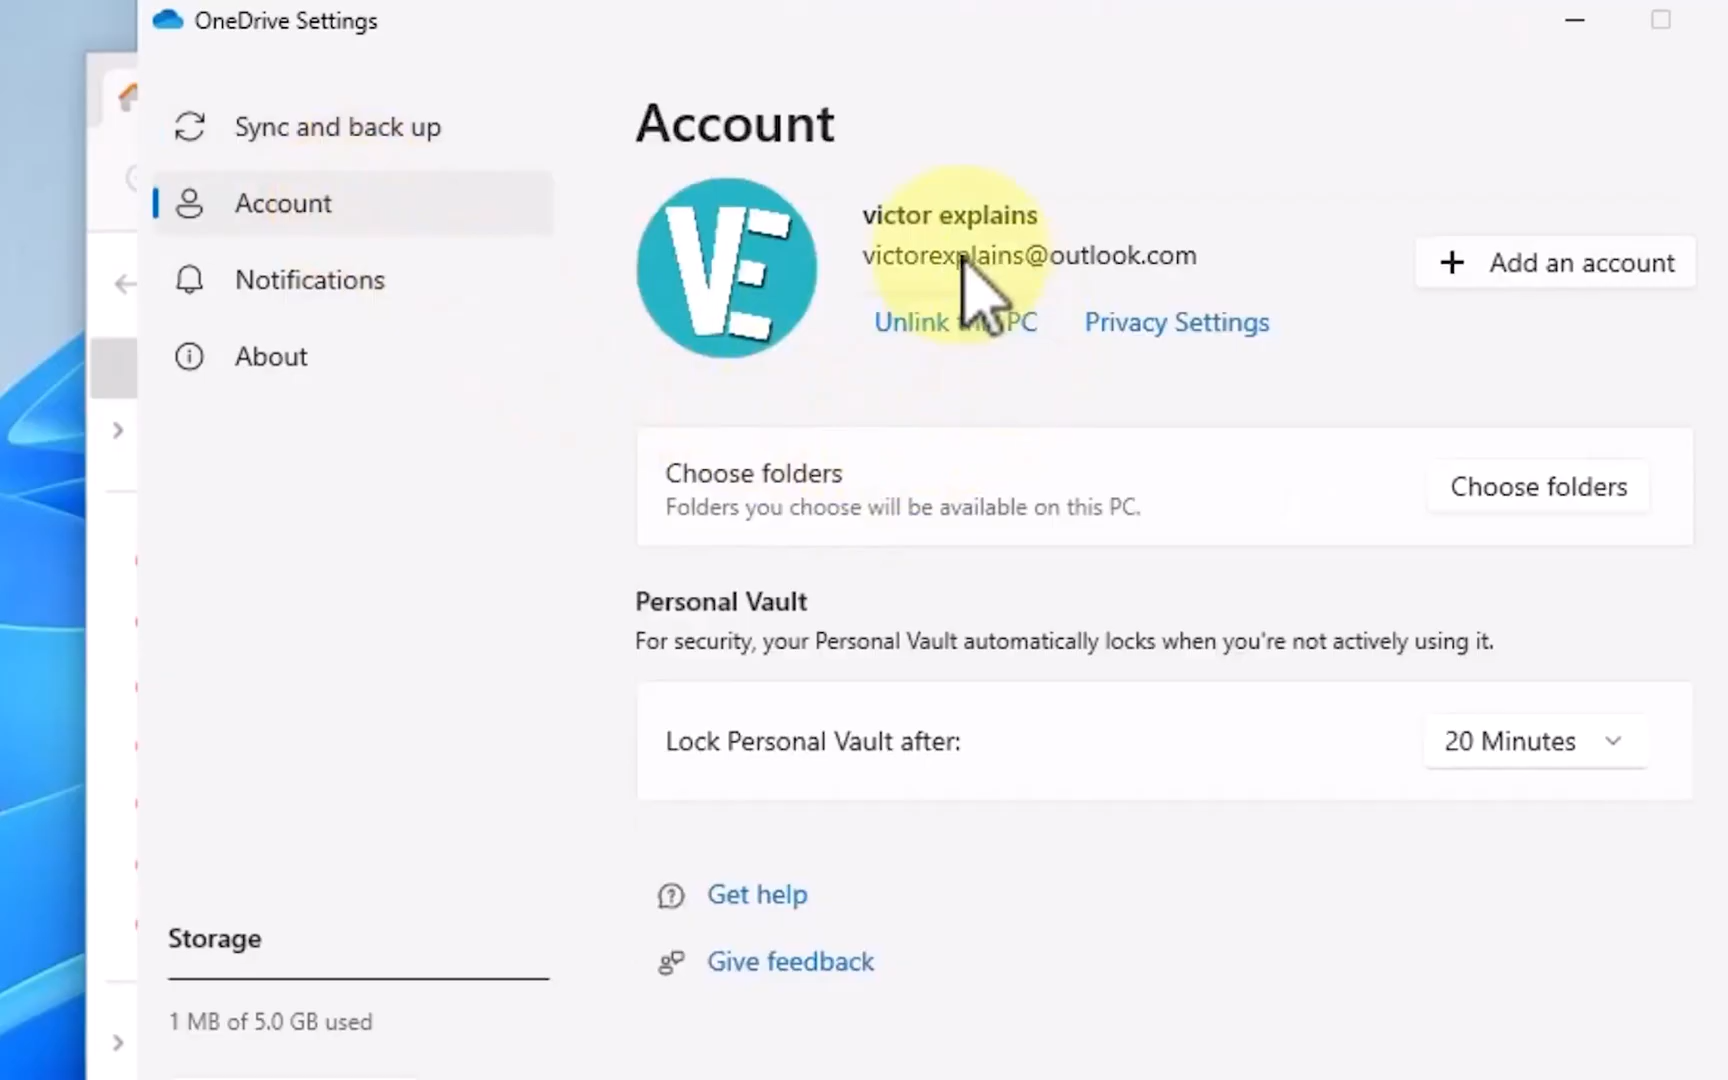 OneDrive Settings
Sync and back up
Account
Notifications
About
Storage
1 MB of 5.0 GB used
Account
VE
victor explains
victorexplains@outlook.com
Unlink PC
Privacy Settings
+ Add an account
Choose folders
Folders you choose will be available on this PC.
Choose folders
Personal Vault
For security, your Personal Vault automatically locks when you're not actively using it.
Lock Personal Vault after:
20 Minutes
Get help
Give feedback